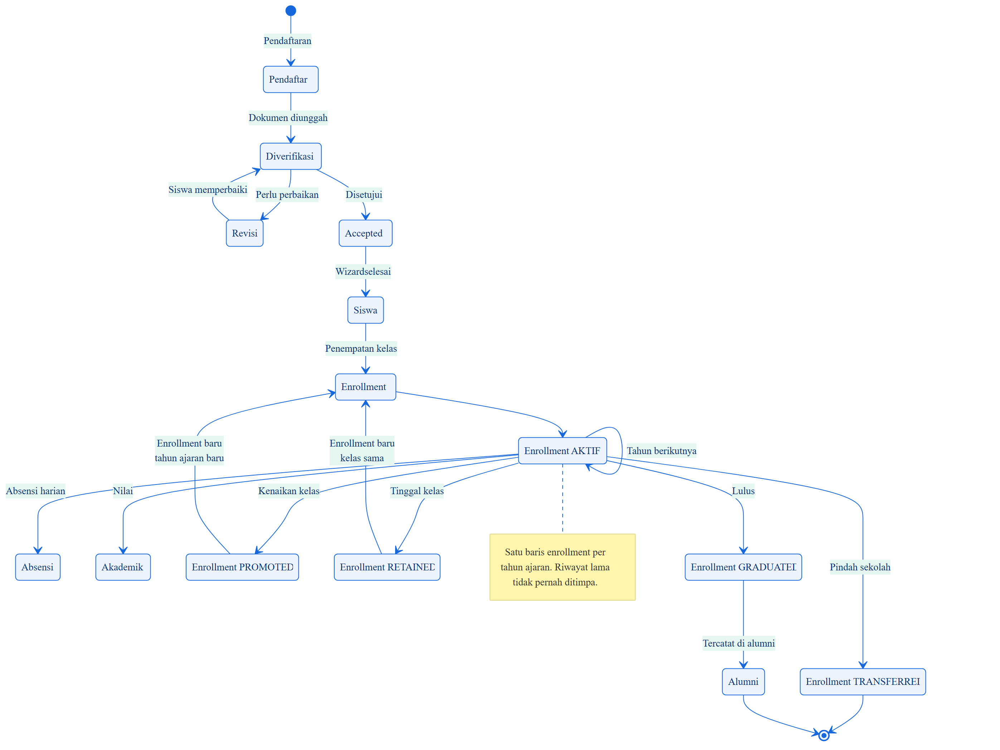 Pendaftaran
Pendaftar
Dokumen diunggah
Diverifikasi
Siswa memperbaiki
Perlu perbaikan
Disetujui
Revisi
Accepted
Wizardselesai
Siswa
Penempatan kelas
Enrollment
Enrollment baru
tahun ajaran baru
Enrollment baru
kelas sama
Enrollment AKTIF
Tahun berikutnya
Absensi harian
Nilai
Kenaikan kelas
Tinggal kelas
Lulus
Absensi
Akademik
Enrollment PROMOTED
Enrollment RETAINED
Satu baris enrollment per
tahun ajaran. Riwayat lama
tidak pernah ditimpa.
Enrollment GRADUATED
Pindah sekolah
Tercatat di alumni
Alumni
Enrollment TRANSFERREI